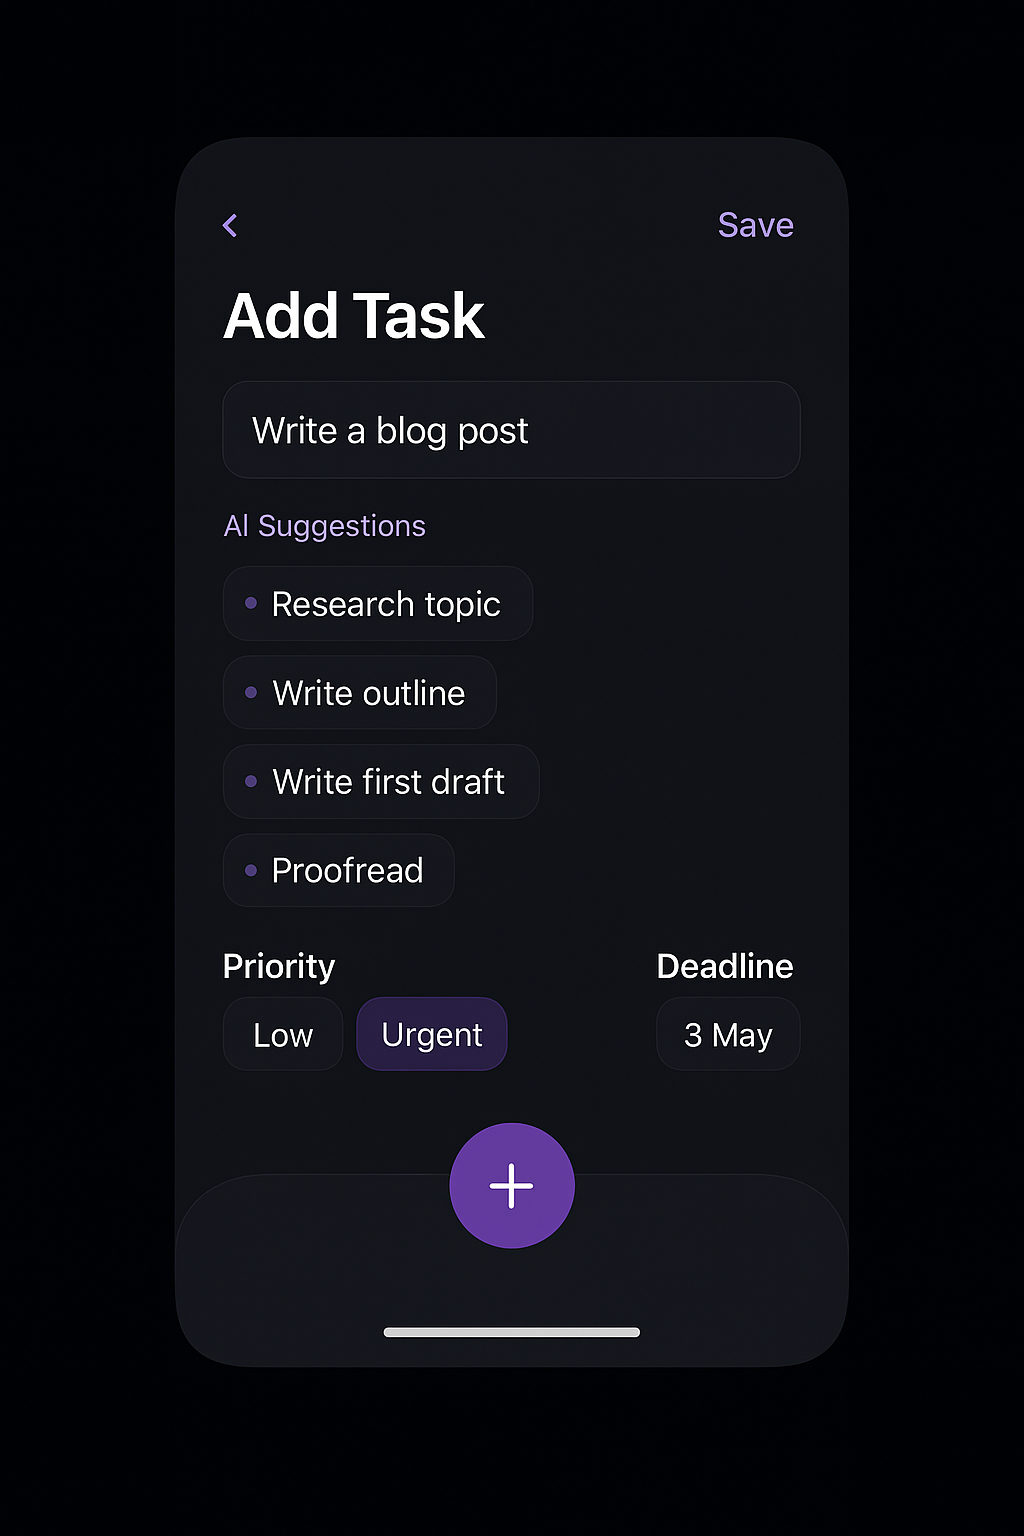 Save
Add Task
Write a blog post
AI Suggestions
Research topic
Write outline
Write first draft
Proofread
Priority
Deadline
Low
Urgent
3 May